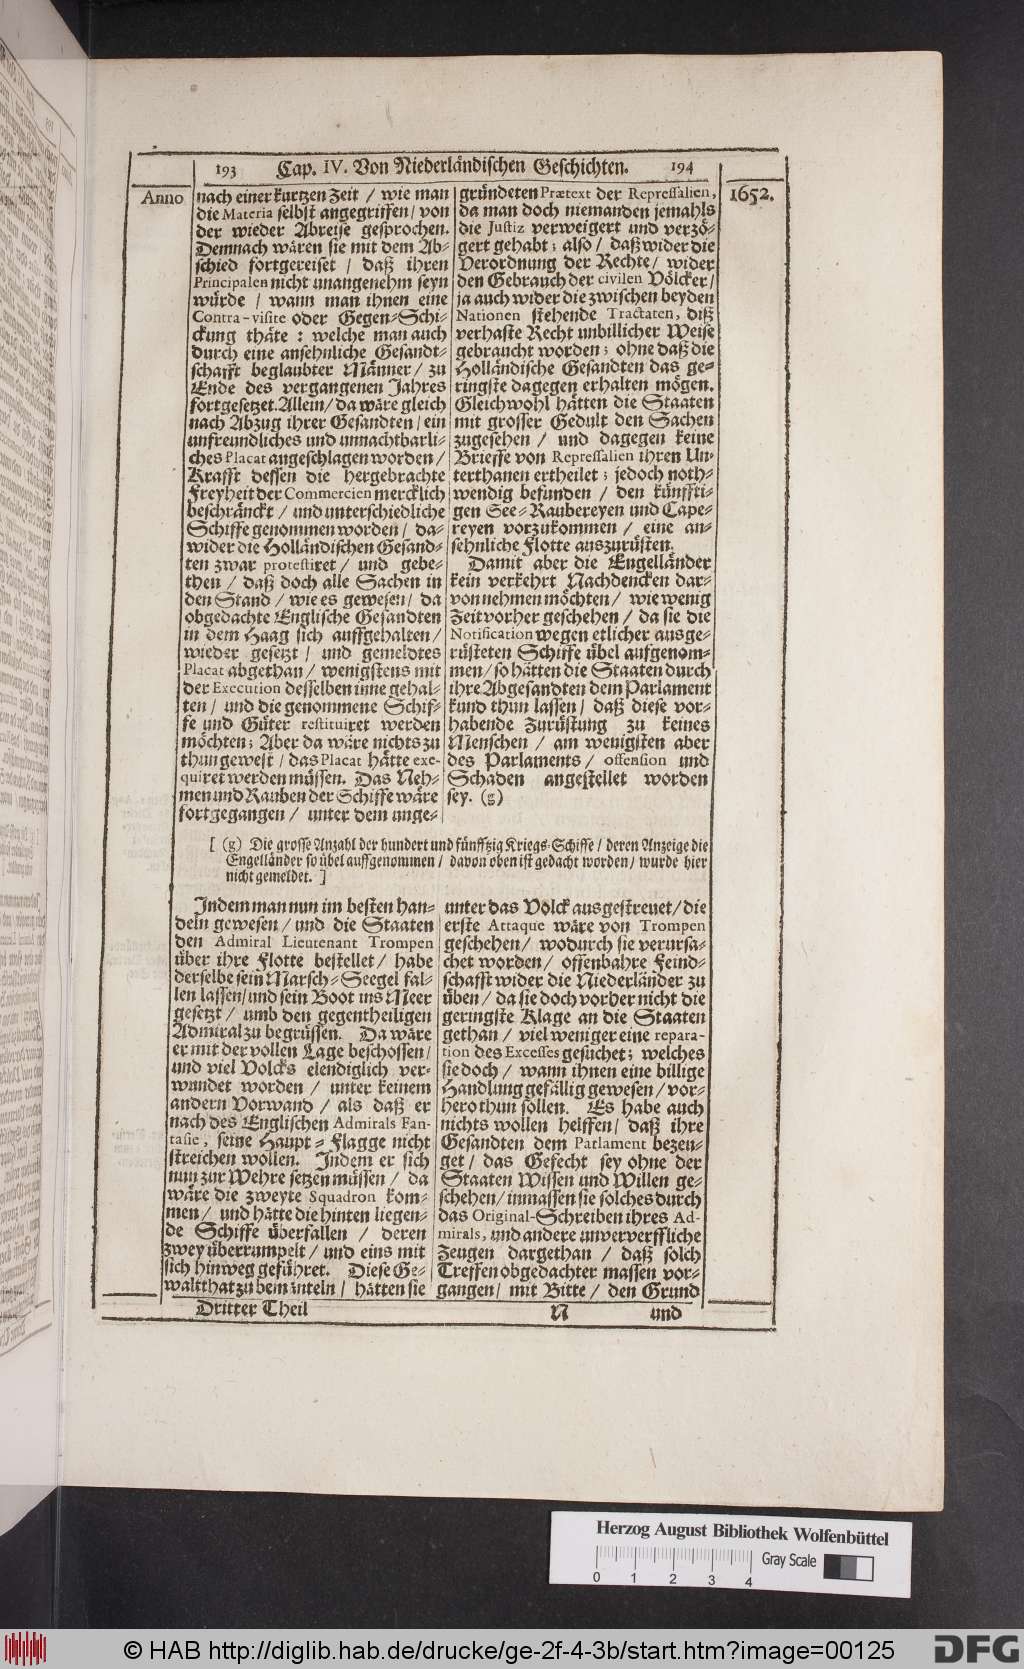 193 Cap. IV. Von Niederländischen Geschichten. 194
Anno
1652.
nach einer kurtzen Zeit / wie man
die Materia selbst angegriffen / von
der wieder Abreise gesprochen.
Demnach wären sie mit dem Ab-
schied fortgereiset / daß ihren
Principalen nicht unangenehm seyn
würde / wann man ihnen eine
Contra-visite oder Gegen-Schi-
ckung thäte : welche man auch
durch eine ansehnliche Gesandt-
schafft beglaubter Männer / zu
Ende des vergangenen Jahres
fortgesetzet. Allein / da wäre gleich
nach Abzug ihrer Gesandten / ein
unfreundliches und unnachtbarli-
ches Placat angeschlagen worden /
Krafft dessen die hergebrachte
Freyheit der Commercien mercklich
beschränckt / und unterschiedliche
Schiffe genommen worden / da-
wider die Holländischen Gesand-
ten zwar protestiret / und gebe-
then / daß doch alle Sachen in
den Stand / wie es gewesen / da
obgedachte Englische Gesandten
in dem Haag sich auffgehalten /
wieder gesetzt / und gemeldtes
Placat abgethan / wenigstens mit
der Execution desselben inne gehal-
ten / und die genommene Schif-
fe und Güter restituiret werden
möchten; Aber da wäre nichts zu
thun gewest / das Placat hätte exe-
quiret werden müssen. Das Neh-
men und Rauben der Schiffe wäre
fortgegangen / unter dem unge-
gründeten Prætext der Repressalien,
da man doch niemanden jemahls
die Justiz verweigert und verzö-
gert gehabt; also / daß wider die
Verordnung der Rechte / wider
den Gebrauch der civilen Völcker /
ja auch wider die zwischen beyden
Nationen stehende Tractaten, diß
verhaste Recht unbillicher Weise
gebraucht worden; ohne daß die
Holländische Gesandten das ge-
ringste dagegen erhalten mögen.
Gleichwohl hätten die Staaten
mit grosser Gedult den Sachen
zugesehen / und dagegen keine
Brieffe von Repressalien ihren Un-
terthanen ertheilet; jedoch noth-
wendig befunden / den künffti-
gen See-Raubereyen und Cape-
reyen vorzukommen / eine an-
sehnliche Flotte auszurüsten.
Damit aber die Engelländer
kein verkehrt Nachdencken dar-
von nehmen möchten / wie wenig
Zeit vorher geschehen / da sie die
Notification wegen etlicher ausge-
rüsteten Schiffe übel aufgenom-
men / so hätten die Staaten durch
ihre Abgesandten dem Parlament
kund thun lassen / daß diese vor-
habende Zurüstung zu keines
Menschen / am wenigsten aber
des Parlaments / offension und
Schaden angestellet worden
sey. (g)
[ (g) Die grosse Anzahl der hundert und fünfftzig Kriegs-Schiffe / deren Anzeige die
Engelländer so übel auffgenommen / davon oben ist gedacht worden / wurde hier
nicht gemeldet. ]
Indem man nun im besten han-
deln gewesen / und die Staaten
den Admiral Lieutenant Trompen
über ihre Flotte bestellet / habe
derselbe sein Marsch-Seegel fal-
len lassen / und sein Boot ins Meer
gesetzt / umb den gegentheiligen
Admiral zu begrüssen. Da wäre
er mit der vollen Lage beschossen /
und viel Volcks elendiglich ver-
wundet worden / unter keinem
andern Vorwand / als daß er
nach des Englischen Admirals Fan-
tasie, seine Haupt-Flagge nicht
streichen wollen. Indem er sich
nun zur Wehre setzen müssen / da
wäre die zweyte Squadron kom-
men / und hätte die hinten liegen-
de Schiffe überfallen / deren
zwey überrumpelt / und eins mit
sich hinweg geführet. Diese Ge-
waltthat zu bemänteln / hätten sie
unter das Volck ausgestreuet / die
erste Attaque wäre von Trompen
geschehen / wodurch sie verursa-
chet worden / offenbahre Feind-
schafft wider die Niederländer zu
üben / da sie doch vorher nicht die
geringste Klage an die Staaten
gethan / viel weniger eine repara-
tion des Excesses gesuchet; welches
sie doch / wann ihnen eine billige
Handlung gefällig gewesen / vor-
hero thun sollen. Es habe auch
nichts wollen helffen / daß ihre
Gesandten dem Parlament bezeu-
get / das Gefecht sey ohne der
Staaten Wissen und Willen ge-
schehen / inmassen sie solches durch
das Original-Schreiben ihres Ad-
mirals, und andere unverwerffliche
Zeugen dargethan / daß solch
Treffen obgedachter massen vor-
gangen / mit Bitte / den Grund
Dritter Theil N und
Herzog August Bibliothek Wolfenbüttel
Gray Scale
0 1 2 3 4
© HAB http://diglib.hab.de/drucke/ge-2f-4-3b/start.htm?image=00125
DFG